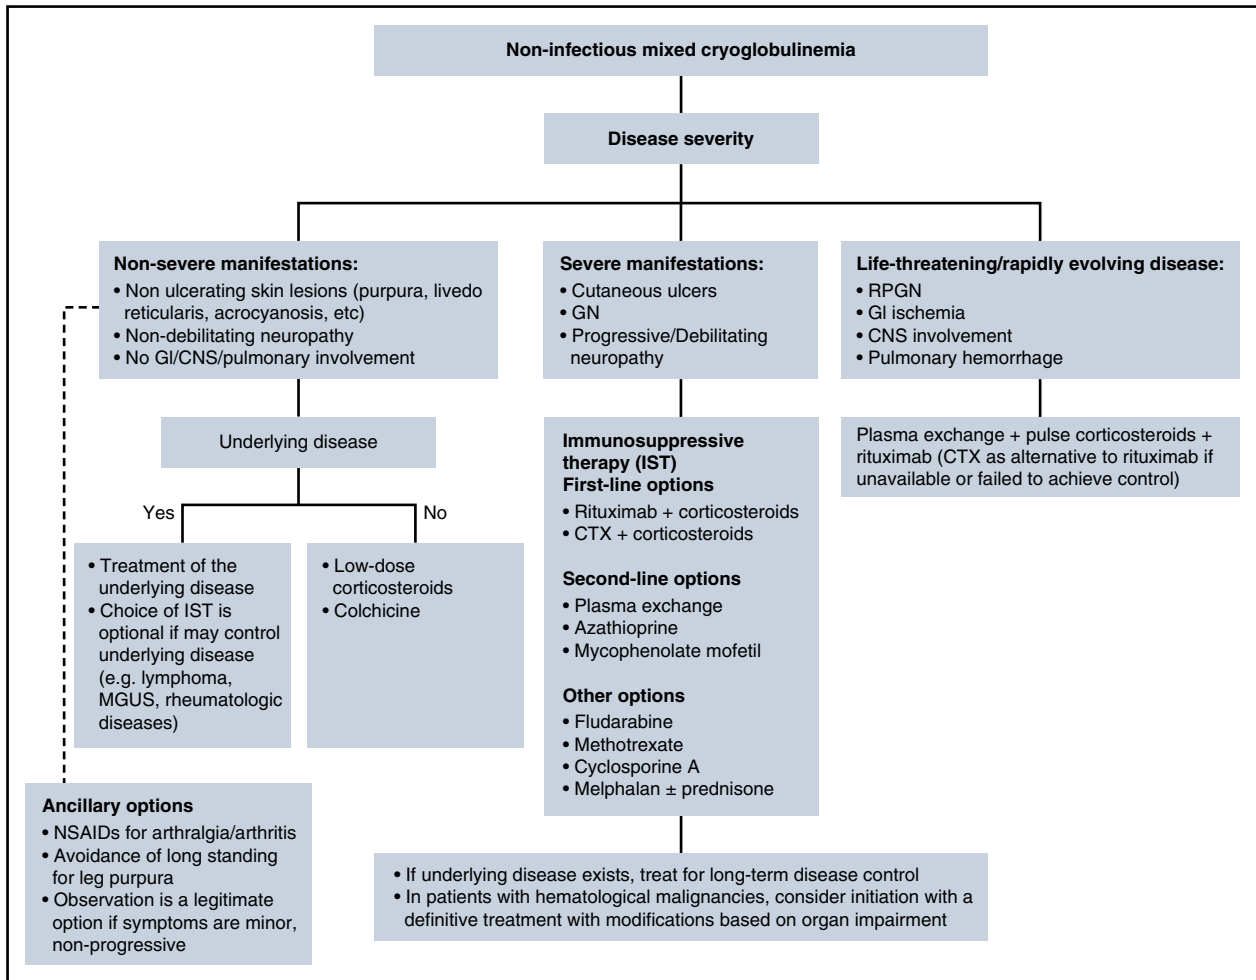 Non-infectious mixed cryoglobulinemia
Disease severity
Non-severe manifestations:
• Non ulcerating skin lesions (purpura, livedo
reticularis, acrocyanosis, etc)
• Non-debilitating neuropathy
• No GI/CNS/pulmonary involvement
Severe manifestations:
• Cutaneous ulcers
• GN
• Progressive/Debilitating
neuropathy
Life-threatening/rapidly evolving disease:
• RPGN
• GI ischemia
• CNS involvement
• Pulmonary hemorrhage
Underlying disease
Yes
No
• Treatment of the
underlying disease
• Choice of IST is
optional if may control
underlying disease
(e.g. lymphoma,
MGUS, rheumatologic
diseases)
• Low-dose
corticosteroids
• Colchicine
Immunosuppressive
therapy (IST)
First-line options
• Rituximab + corticosteroids
• CTX + corticosteroids
Second-line options
• Plasma exchange
• Azathioprine
• Mycophenolate mofetil
Other options
• Fludarabine
• Methotrexate
• Cyclosporine A
• Melphalan ± prednisone
Plasma exchange + pulse corticosteroids +
rituximab (CTX as alternative to rituximab if
unavailable or failed to achieve control)
Ancillary options
• NSAIDs for arthralgia/arthritis
• Avoidance of long standing
for leg purpura
• Observation is a legitimate
option if symptoms are minor,
non-progressive
• If underlying disease exists, treat for long-term disease control
• In patients with hematological malignancies, consider initiation with a
definitive treatment with modifications based on organ impairment